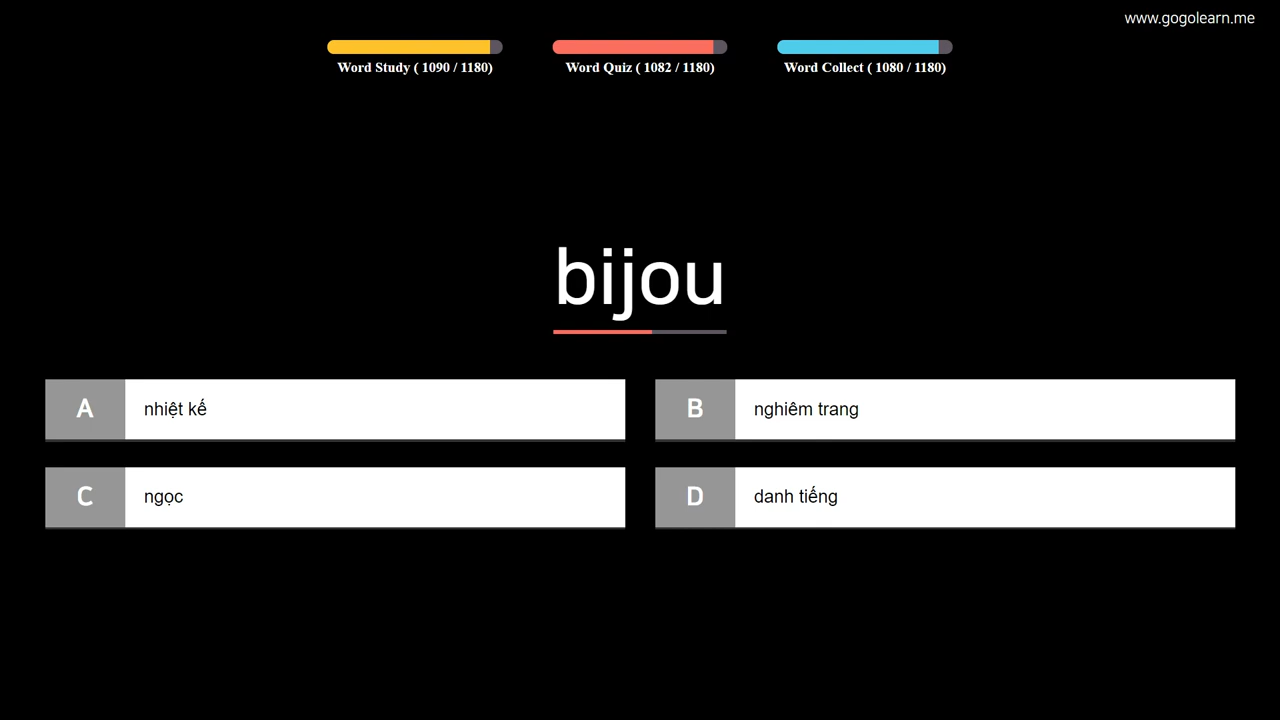 www.gogolearn.me
Word Study ( 1090 / 1180)
Word Quiz ( 1082 / 1180)
Word Collect ( 1080 / 1180)
bijou
A nhiệt kế
B nghiêm trang
C ngọc
D danh tiếng